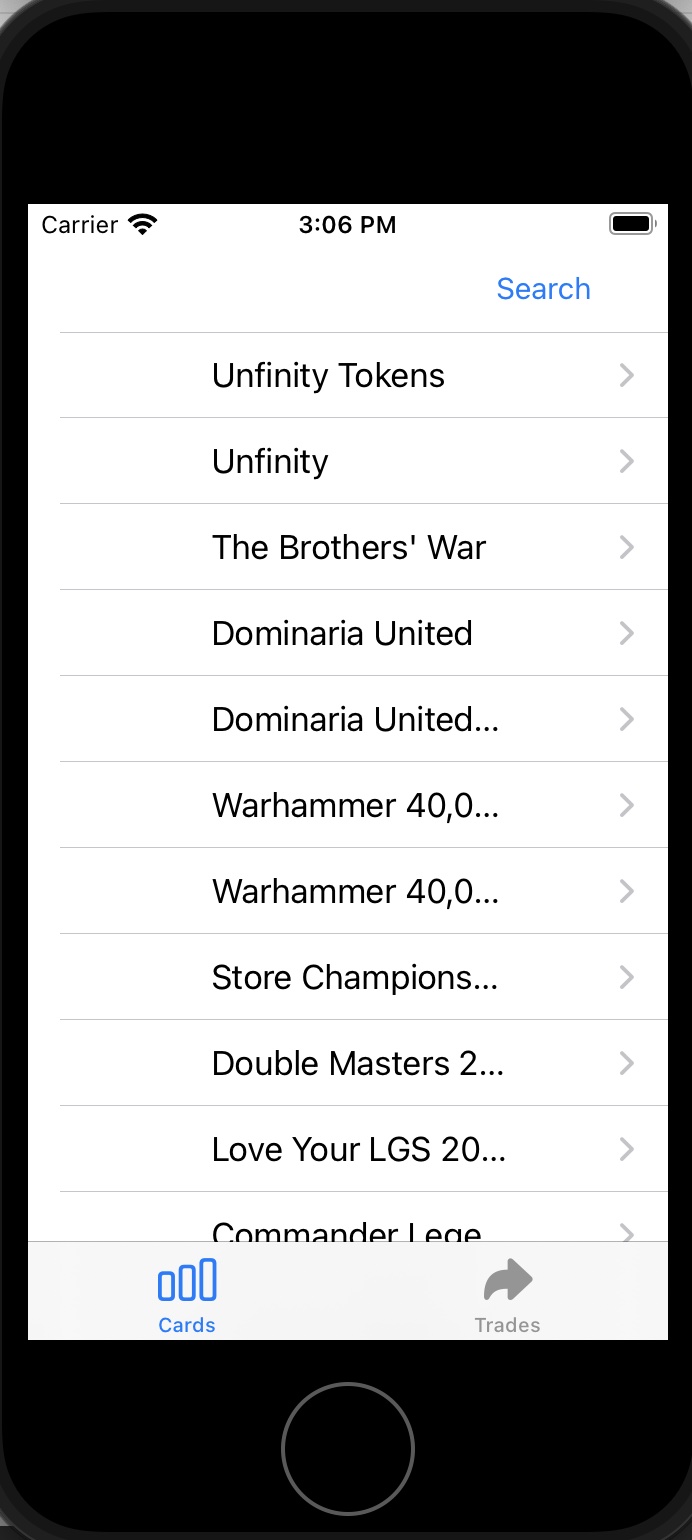 Carrier 3:06 PM
Search
Unfinity Tokens
Unfinity
The Brothers' War
Dominaria United
Dominaria United...
Warhammer 40,0...
Warhammer 40,0...
Store Champions...
Double Masters 2...
Love Your LGS 20...
Commander Lege
Cards Trades